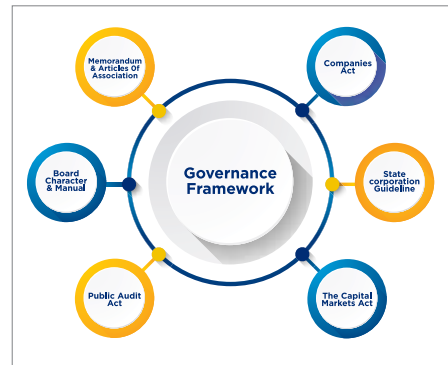 Memorandum
& Articles Of
Association
Companies
Act
Board
Character
& Manual
Governance
Framework
State
corporation
Guideline
Public Audit
Act
The Capital
Markets Act